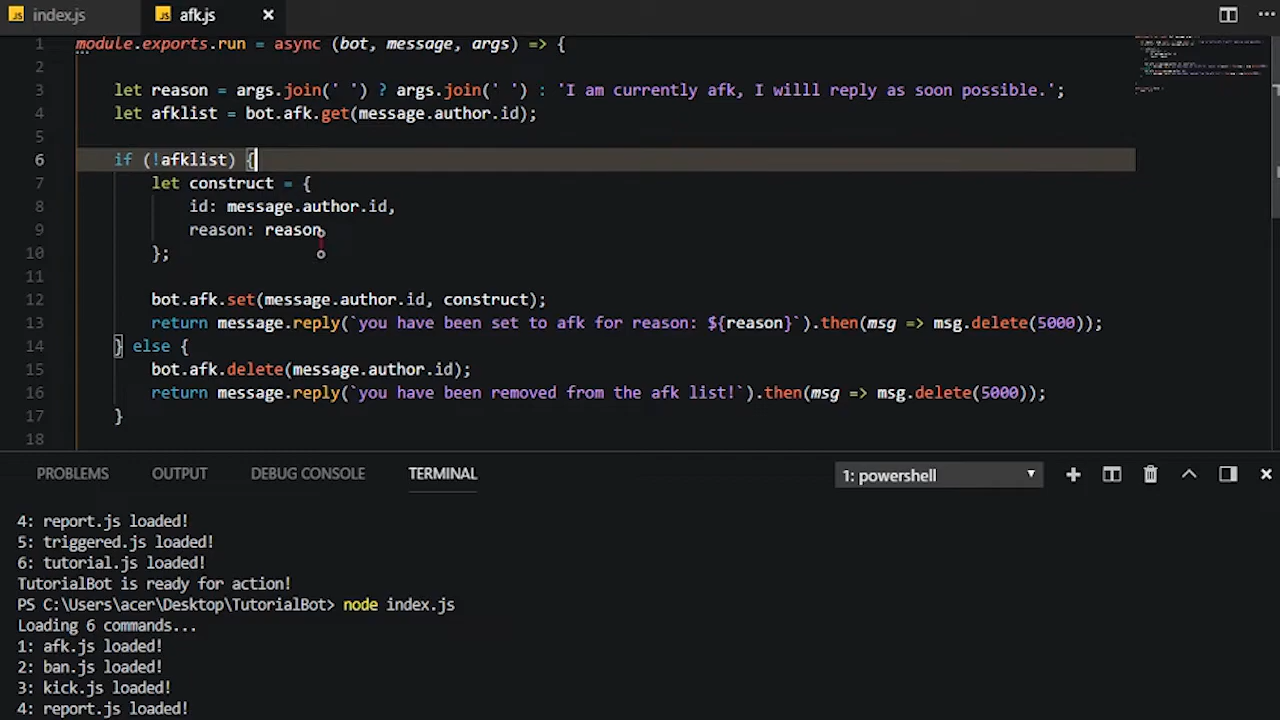 index.js
afk.js
1 module.exports.run = async (bot, message, args) => {
2
3 let reason = args.join(' ') ? args.join(' ') : 'I am currently afk, I willl reply as soon possible.';
4 let afklist = bot.afk.get(message.author.id);
5
6 if (!afklist) {
7 let construct = {
8 id: message.author.id,
9 reason: reason
10 };
11
12 bot.afk.set(message.author.id, construct);
13 return message.reply(`you have been set to afk for reason: ${reason}`).then(msg => msg.delete(5000));
14 } else {
15 bot.afk.delete(message.author.id);
16 return message.reply(`you have been removed from the afk list!`).then(msg => msg.delete(5000));
17 }
18
PROBLEMS OUTPUT DEBUG CONSOLE TERMINAL 1: powershell
4: report.js loaded!
5: triggered.js loaded!
6: tutorial.js loaded!
TutorialBot is ready for action!
PS C:\Users\acer\Desktop\TutorialBot> node index.js
Loading 6 commands...
1: afk.js loaded!
2: ban.js loaded!
3: kick.js loaded!
4: report.js loaded!